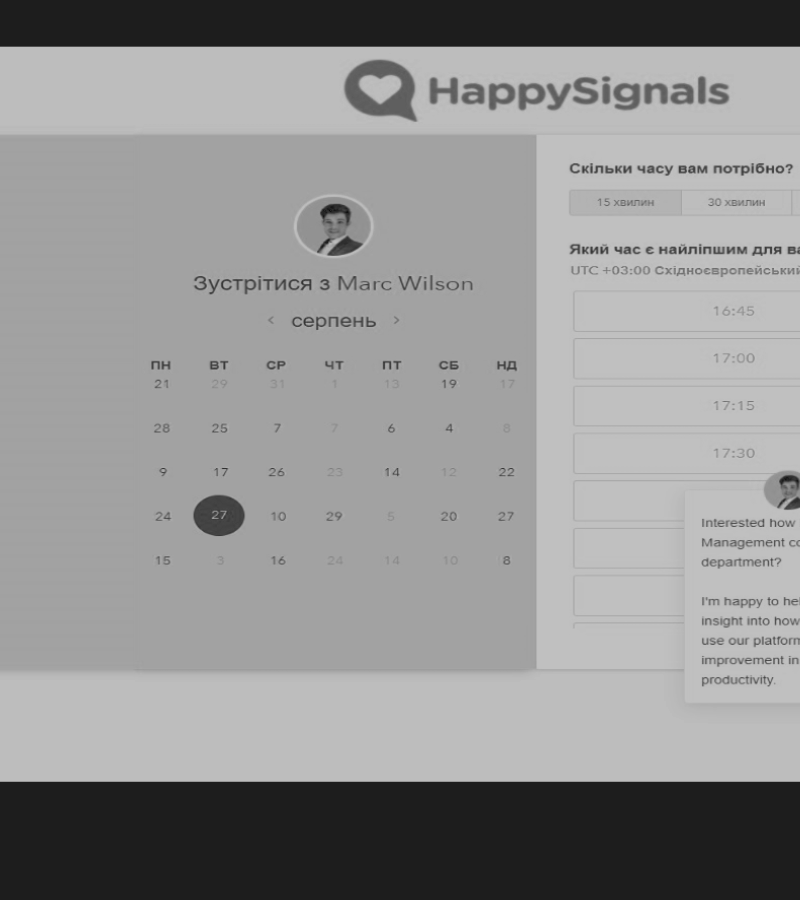 HappySignals
Зустрітися з Marc Wilson
< серпень >
ПН ВТ СР ЧТ ПТ СБ НД
21 29 31 1 13 19 17
28 25 7 7 6 4 8
9 17 26 23 14 12 22
24 27 10 29 5 20 27
15 3 16 24 14 10 8
Скільки часу вам потрібно?
15 хвилин 30 хвилин
Який час є найліпшим для ва
UTC +03:00 Східноєвропейський
16:45
17:00
17:15
17:30
Interested how
Management co
department?
I'm happy to hel
insight into how
use our platform
improvement in
productivity.